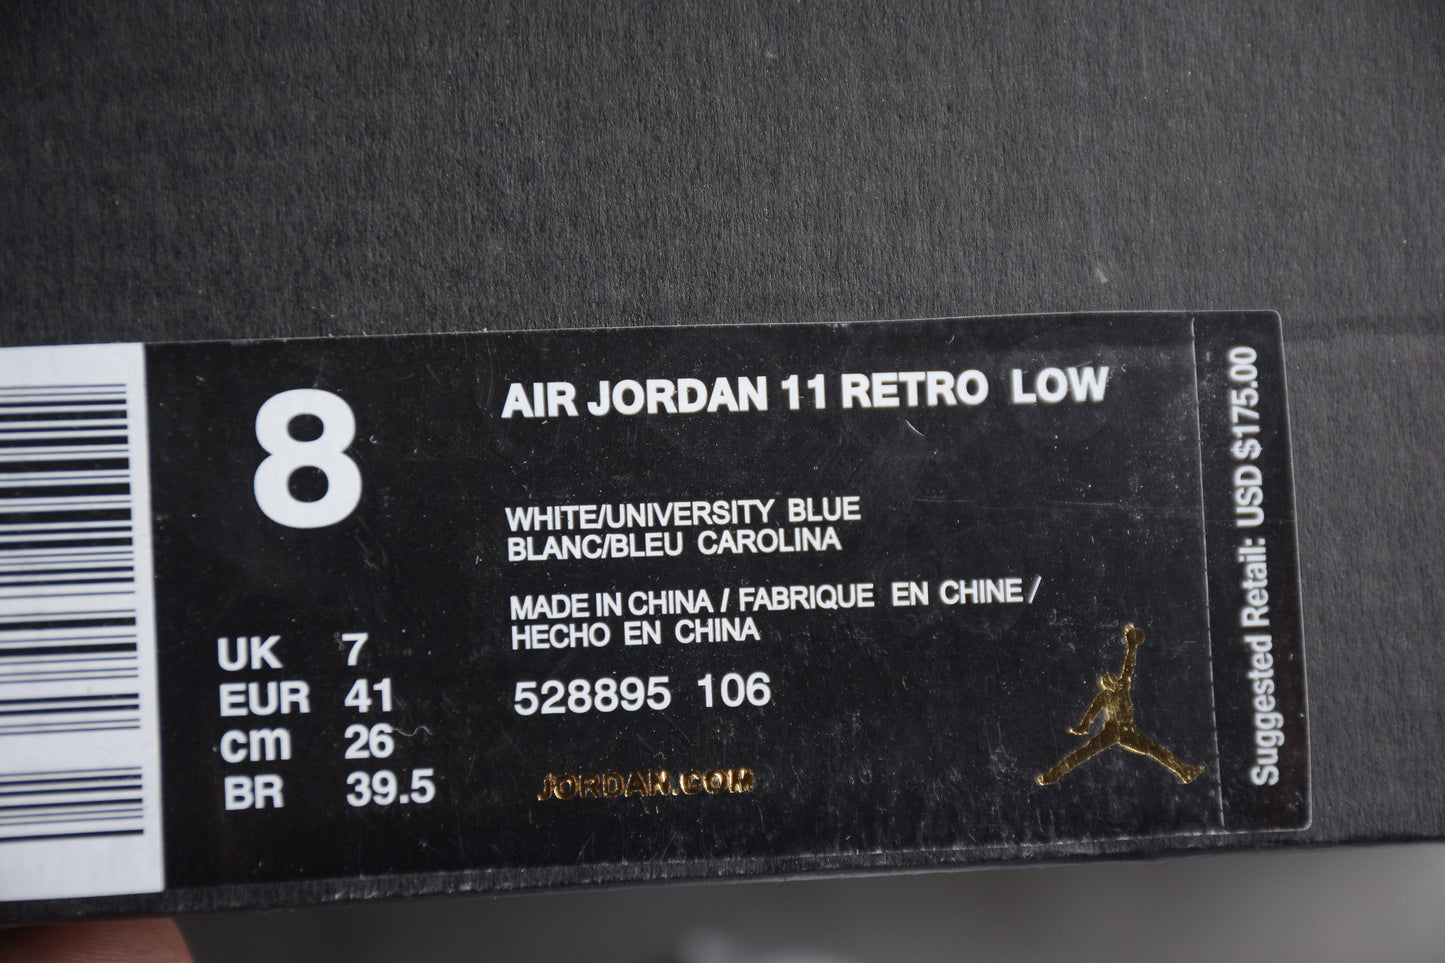 8
UK 7
EUR 41
cm 26
BR 39.5
AIR JORDAN 11 RETRO LOW
WHITE/UNIVERSITY BLUE
BLANC/BLEU CAROLINA
MADE IN CHINA / FABRIQUE EN CHINE /
HECHO EN CHINA
528895 106
JORDAN.COM
Suggested Retail: USD $175.00